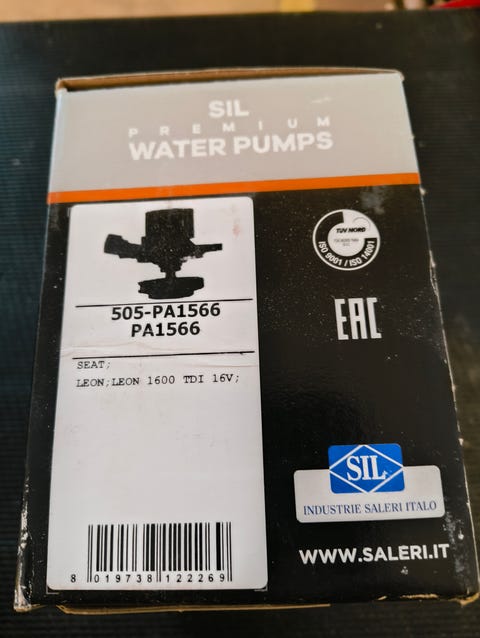 SIL
PREMIUM
WATER PUMPS
TUV NORD
ISO 9001 / ISO 14001
505-PA1566
PA1566
EAC
SEAT;
LEON;LEON 1600 TDI 16V;
SIL
INDUSTRIE SALERI ITALO
WWW.SALERI.IT
8 019738 122269